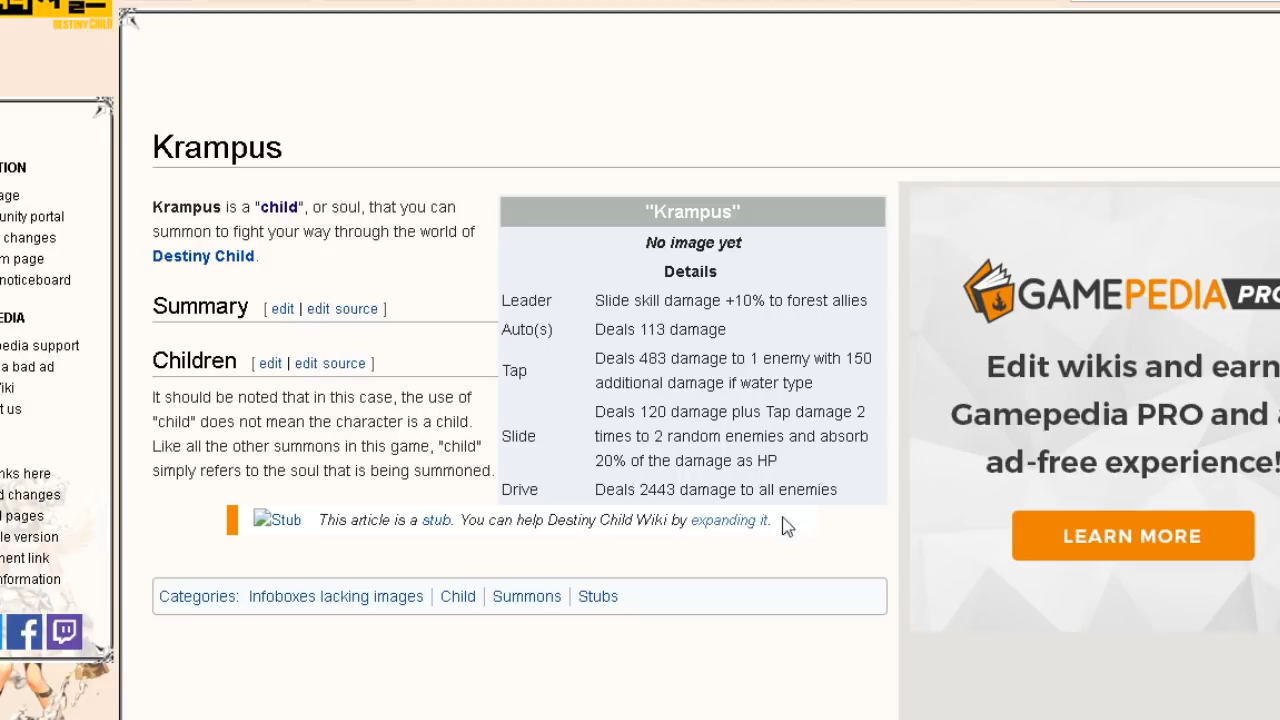 DESTINY CHILD
TION
age
unity portal
changes
m page
noticeboard
EDIA
pedia support
a bad ad
iki
t us
nks here
d changes
l pages
le version
nent link
nformation
Krampus
Krampus is a "child", or soul, that you can
summon to fight your way through the world of
Destiny Child.
Summary [ edit | edit source ]
Children [ edit | edit source ]
It should be noted that in this case, the use of
"child" does not mean the character is a child.
Like all the other summons in this game, "child"
simply refers to the soul that is being summoned.
"Krampus"
No image yet
Details
Leader Slide skill damage +10% to forest allies
Auto(s) Deals 113 damage
Tap Deals 483 damage to 1 enemy with 150
additional damage if water type
Slide Deals 120 damage plus Tap damage 2
times to 2 random enemies and absorb
20% of the damage as HP
Drive Deals 2443 damage to all enemies
Stub This article is a stub. You can help Destiny Child Wiki by expanding it.
Categories: Infoboxes lacking images | Child | Summons | Stubs
GAMEPEDIA PRO
Edit wikis and earn
Gamepedia PRO and a
ad-free experience!
LEARN MORE